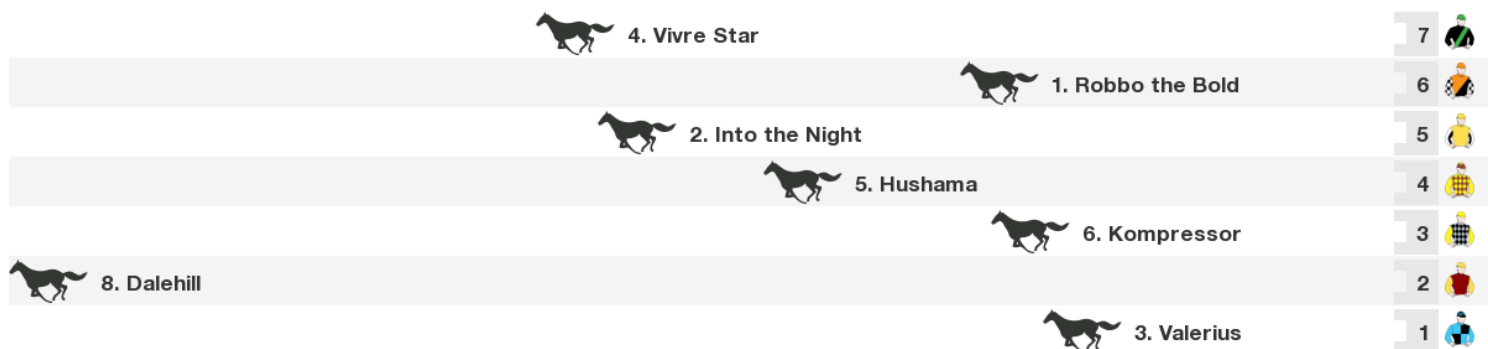 4. Vivre Star 7
1. Robbo the Bold 6
2. Into the Night 5
5. Hushama 4
6. Kompressor 3
8. Dalehill 2
3. Valerius 1